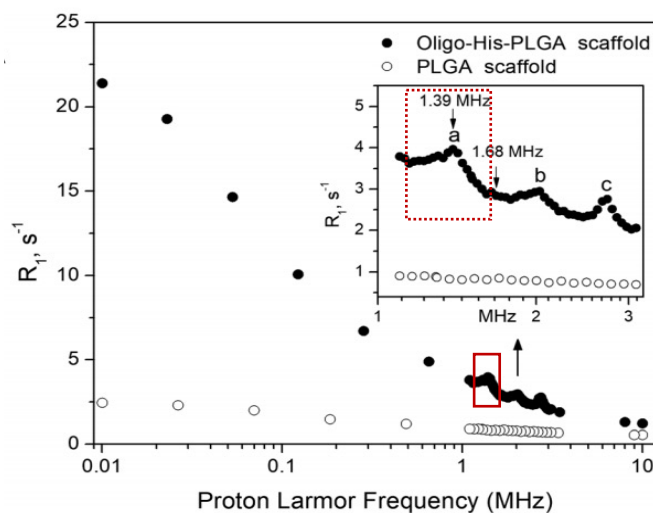 25
20
15
10
5
0
R1, s-1
0.01
0.1
1
10
Proton Larmor Frequency (MHz)
Oligo-His-PLGA scaffold
PLGA scaffold
5
4
3
2
1
R1, s-1
1.39 MHz
a
1.68 MHz
b
c
1
MHz
2
3